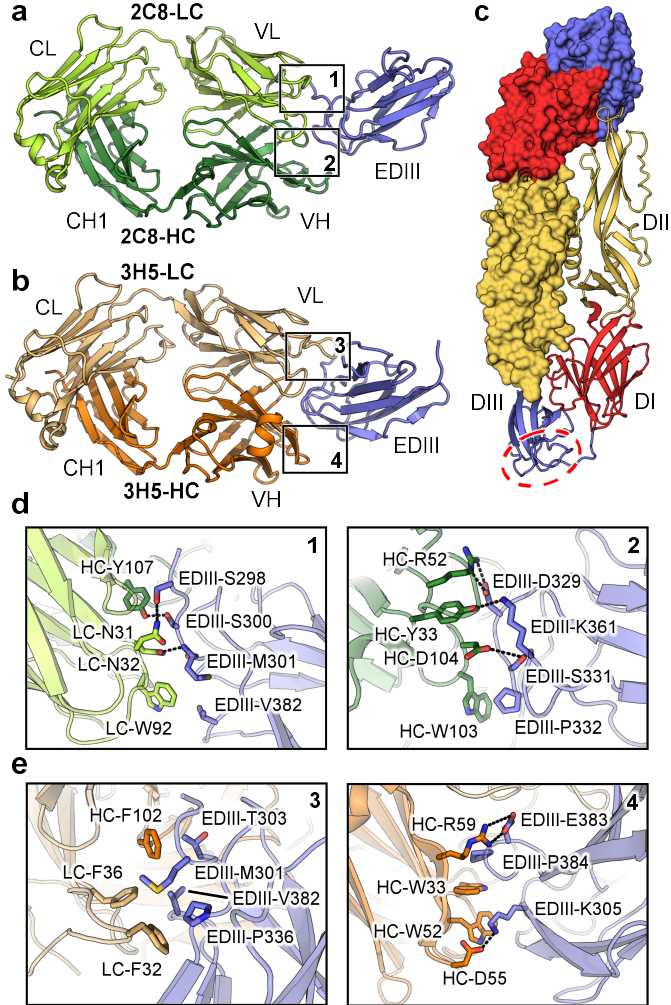 a
2C8-LC
CL
VL
1
2
EDIII
CH1
2C8-HC
VH
b
3H5-LC
CL
VL
3
EDIII
4
CH1
3H5-HC
VH
c
DII
DIII
DI
d
1
HC-Y107
EDIII-S298
LC-N31
EDIII-S300
LC-N32
EDIII-M301
LC-W92
EDIII-V382
2
HC-R52
EDIII-D329
HC-Y33
EDIII-K361
HC-D104
EDIII-S331
HC-W103
EDIII-P332
e
3
HC-F102
EDIII-T303
LC-F36
EDIII-M301
EDIII-V382
EDIII-P336
LC-F32
4
HC-R59
EDIII-E383
EDIII-P384
HC-W33
EDIII-K305
HC-W52
HC-D55